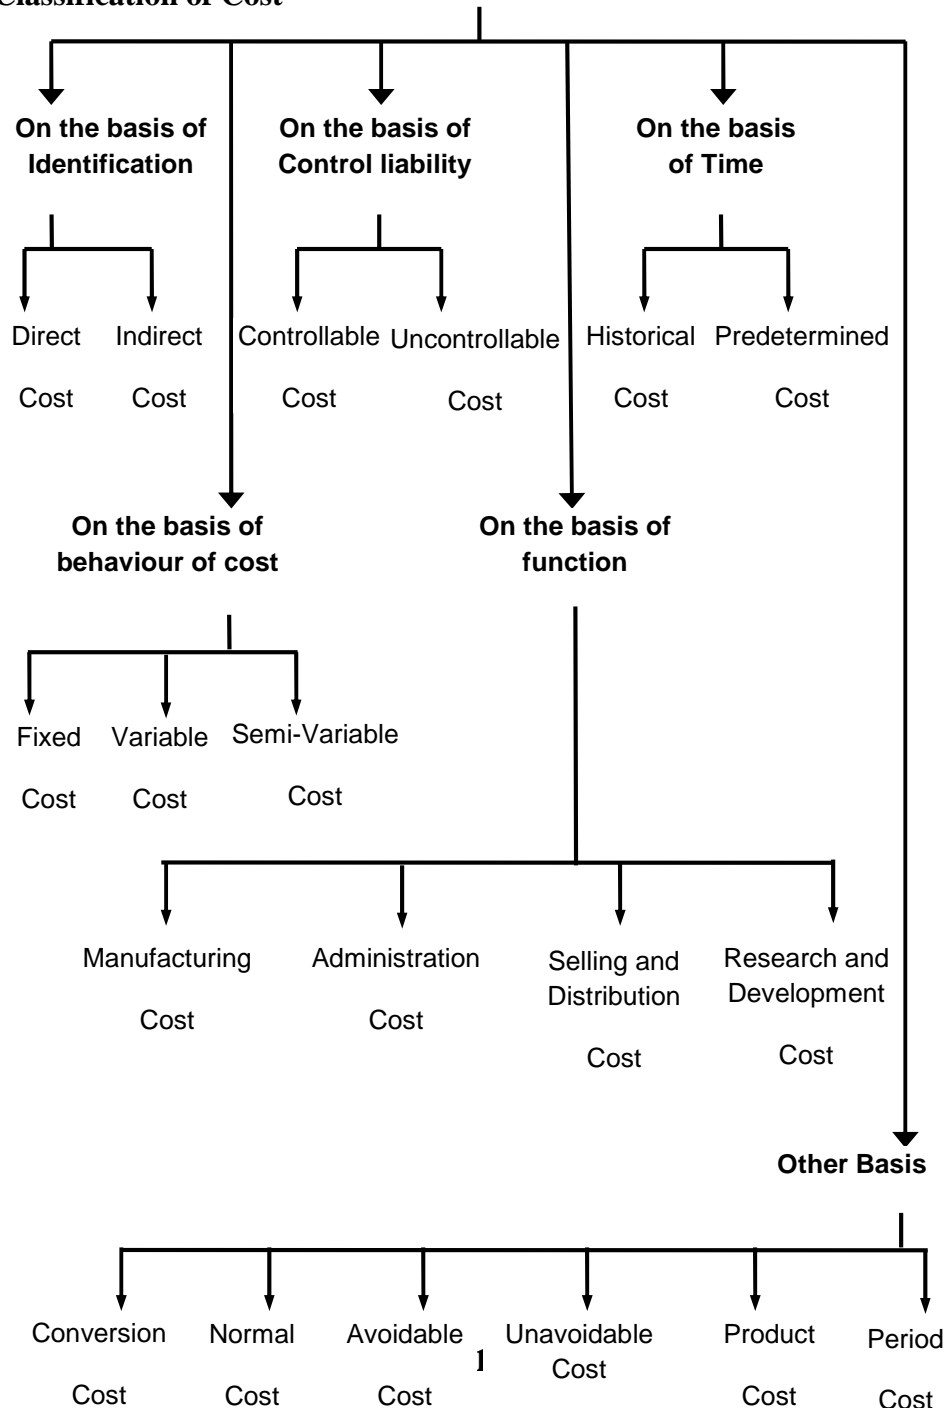 Classification of Cost
On the basis of
Identification
On the basis of
Control liability
On the basis
of Time
Direct
Cost
Indirect
Cost
Controllable
Cost
Uncontrollable
Cost
Historical
Cost
Predetermined
Cost
On the basis of
behaviour of cost
On the basis of
function
Fixed
Cost
Variable
Cost
Semi-Variable
Cost
Manufacturing
Cost
Administration
Cost
Selling and
Distribution
Cost
Research and
Development
Cost
Other Basis
Conversion
Cost
Normal
Cost
Avoidable
Cost
Unavoidable
Cost
Product
Cost
Period
Cost